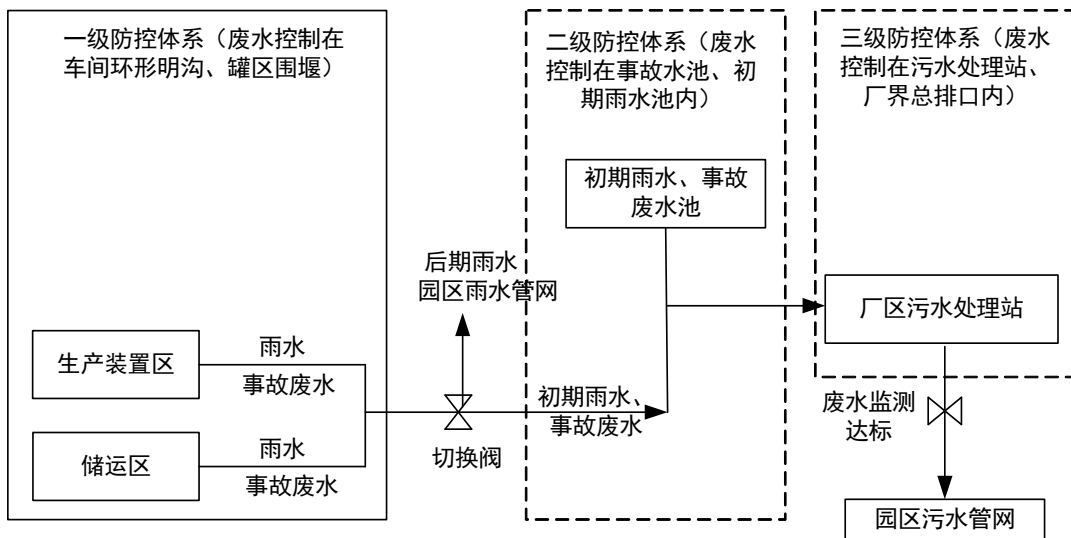 一级防控体系（废水控制在
车间环形明沟、罐区围堰）
生产装置区
雨水
事故废水
储运区
雨水
事故废水
后期雨水
园区雨水管网
切换阀
二级防控体系（废水
控制在事故水池、初
期雨水池内）
初期雨水、事故
废水池
初期雨水、
事故废水
三级防控体系（废水
控制在污水处理站、
厂界总排口内）
厂区污水处理站
废水监测
达标
园区污水管网